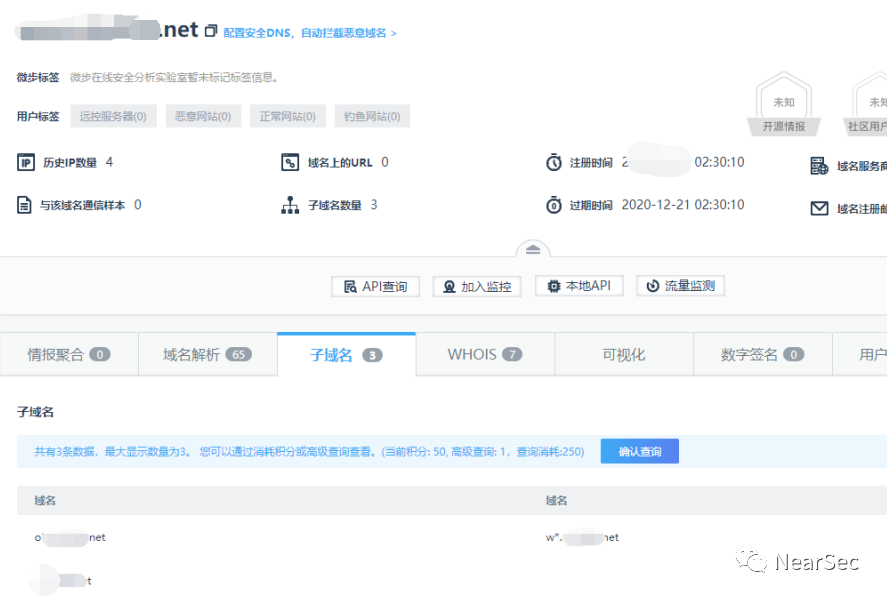 .net 配置安全DNS，自动拦截恶意域名 >
微步标签 微步在线安全分析实验室暂未标记标签信息。
用户标签 远控服务器(0) 恶意网站(0) 正常网站(0) 钓鱼网站(0)
未知 未知
开源情报 社区用户
历史IP数量 4 域名上的URL 0 注册时间 2 02:30:10 域名服务商
与该域名通信样本 0 子域名数量 3 过期时间 2020-12-21 02:30:10 域名注册邮
API查询 加入监控 本地API 流量监测
情报聚合 0 域名解析 65 子域名 3 WHOIS 7 可视化 数字签名 0 用户
子域名
共有3条数据，最大显示数量为3。 您可以通过消耗积分或高级查询查看。(当前积分: 50, 高级查询: 1，查询消耗:250) 确认查询
域名 域名
o net w".net
t
NearSec